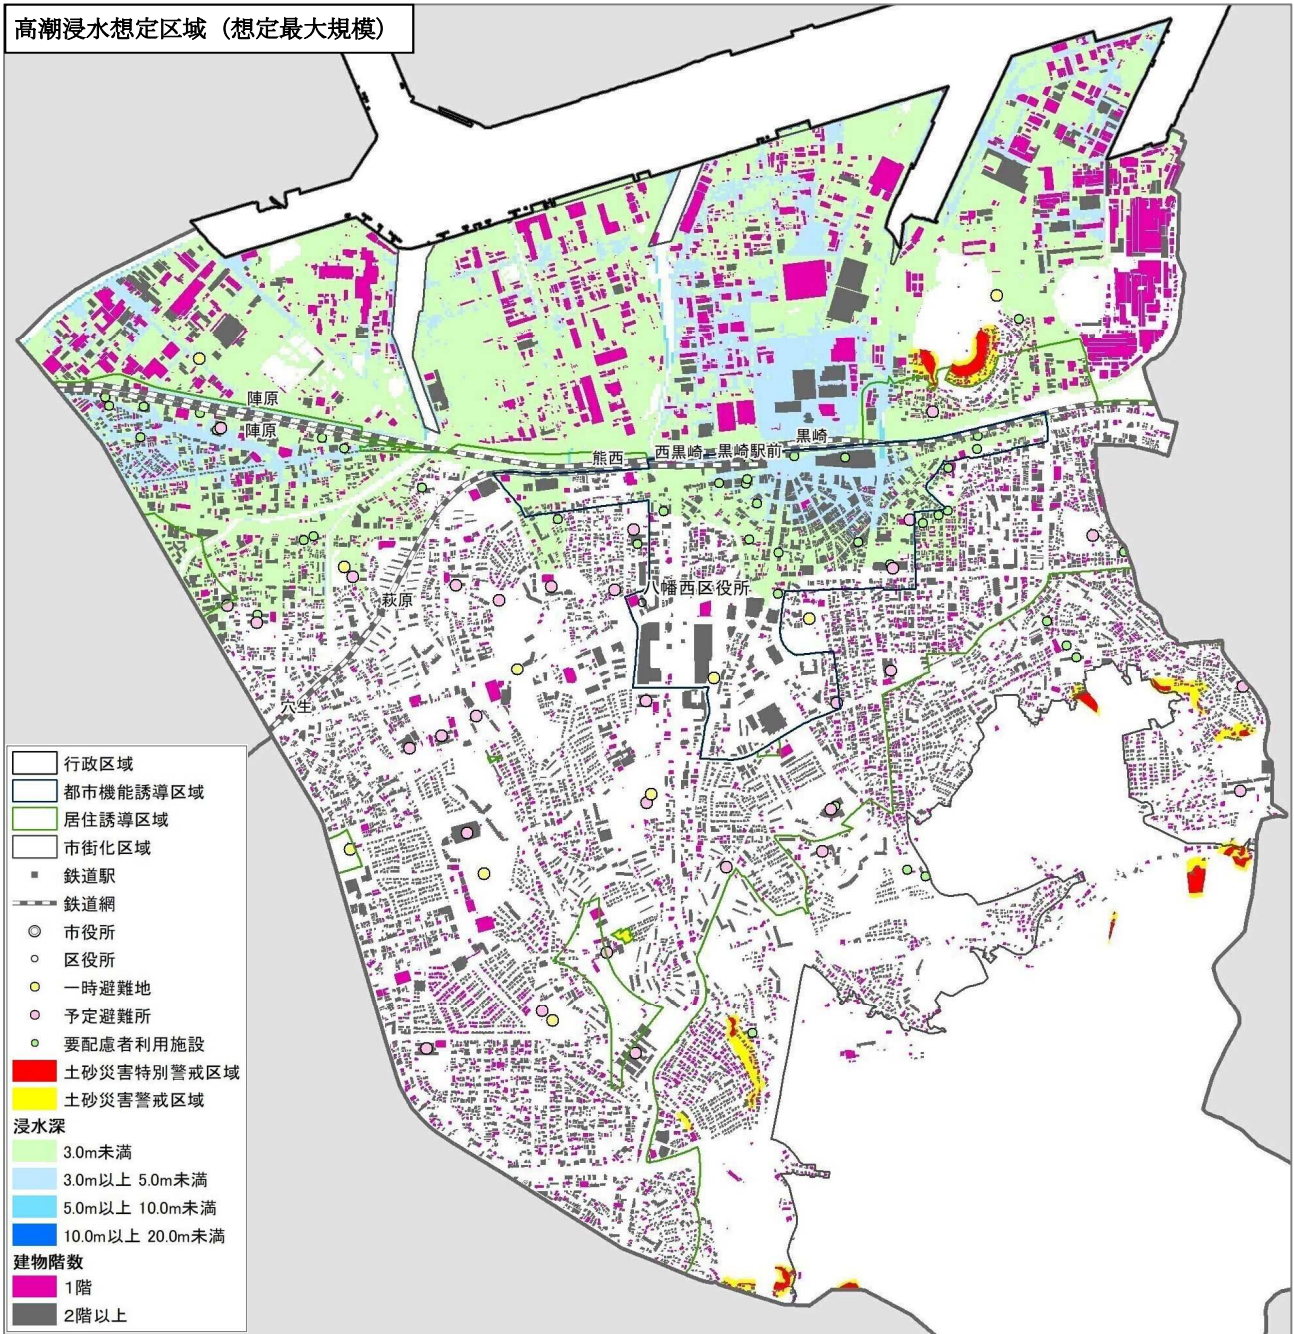 高潮浸水想定区域（想定最大規模）
陣原
陣原
黒崎
熊西
西黒崎
黒崎駅前
八幡西区役所
萩原
穴生
行政区域
都市機能誘導区域
居住誘導区域
市街化区域
鉄道駅
鉄道網
市役所
区役所
一時避難地
予定避難所
要配慮者利用施設
土砂災害特別警戒区域
土砂災害警戒区域
浸水深
3.0m未満
3.0m以上 5.0m未満
5.0m以上 10.0m未満
10.0m以上 20.0m未満
建物階数
1階
2階以上